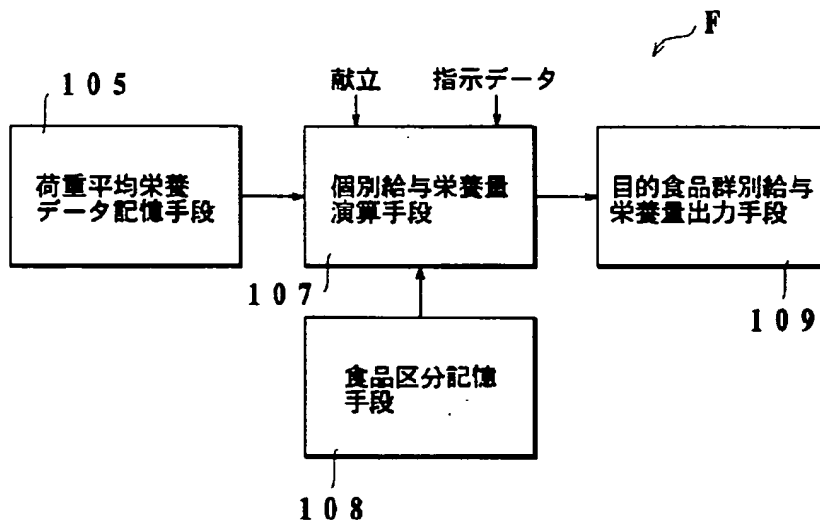 F
105
献立
指示データ
荷重平均栄養
データ記憶手段
個別給与栄養量
演算手段
目的食品群別給与
栄養量出力手段
107
109
食品区分記憶
手段
108